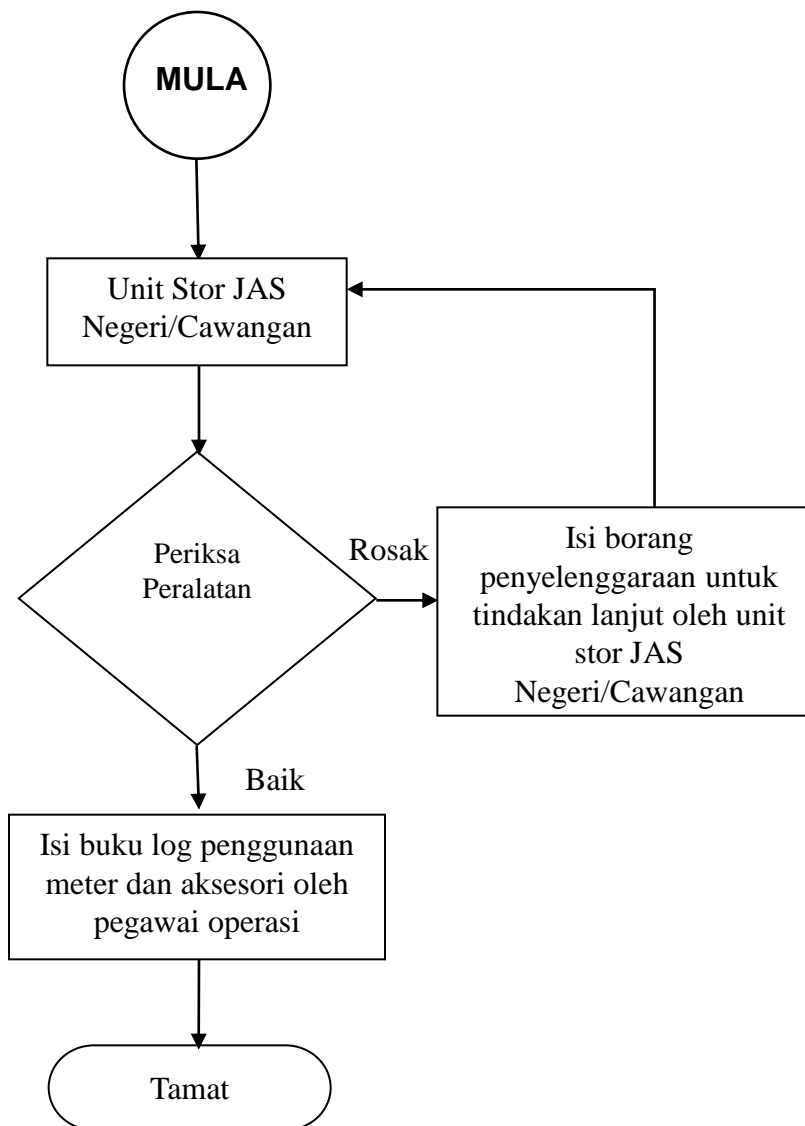 MULA
Unit Stor JAS
Negeri/Cawangan
Periksa
Peralatan
Rosak
Isi borang
penyelenggaraan untuk
tindakan lanjut oleh unit
stor JAS
Negeri/Cawangan
Baik
Isi buku log penggunaan
meter dan aksesori oleh
pegawai operasi
Tamat